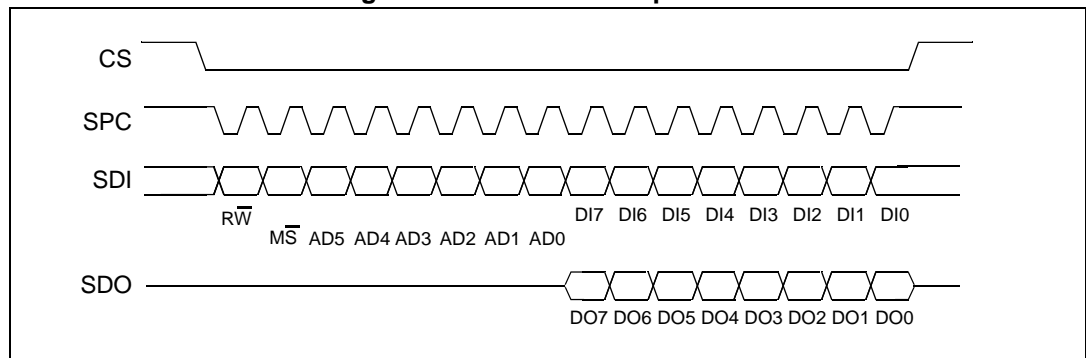 CS
SPC
SDI
DI7 DI6 DI5 DI4 DI3 DI2 DI1 DI0
RW̅
MS̅ AD5 AD4 AD3 AD2 AD1 AD0
SDO
DO7 DO6 DO5 DO4 DO3 DO2 DO1 DO0